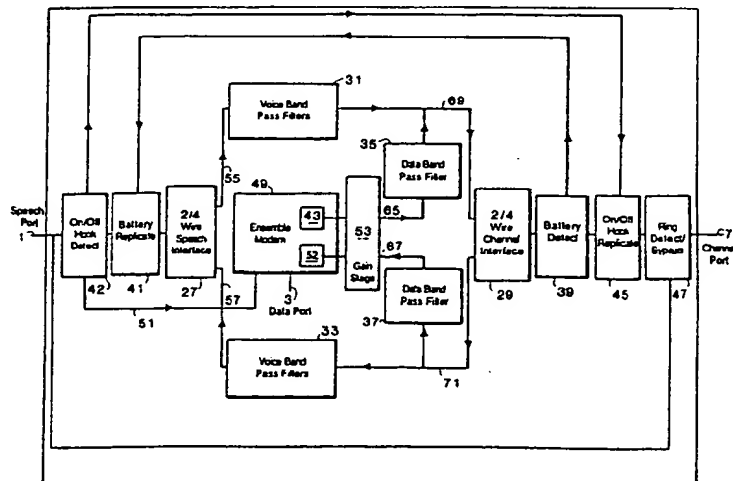 31
Voice Band
Pass Filters
69
35
Data Band
Pass Filter
55
49
Speech
Port
1
On/Off
Hook
Detect
42
Battery
Replicate
41
2/4
Wire
Speech
Interface
27
Ensemble
Modem
43
52
53
Gain
Stage
65
67
2/4
Wire
Channel
Interface
29
Battery
Detect
39
On/Off
Hook
Replicate
45
Ring
Detect/
Bypass
47
Channel
Port
51
57
3
Data Port
Data Band
Pass Filter
37
33
Voice Band
Pass Filters
71